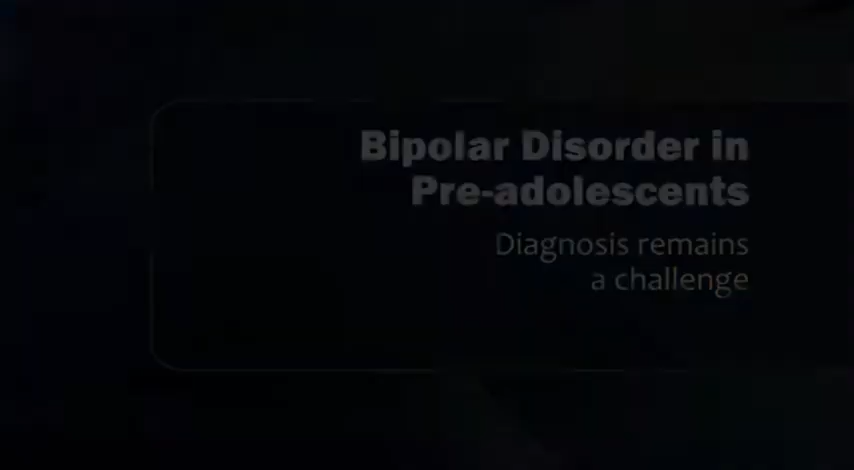 Bipolar Disorder in
Pre-adolescents
Diagnosis remains
a challenge